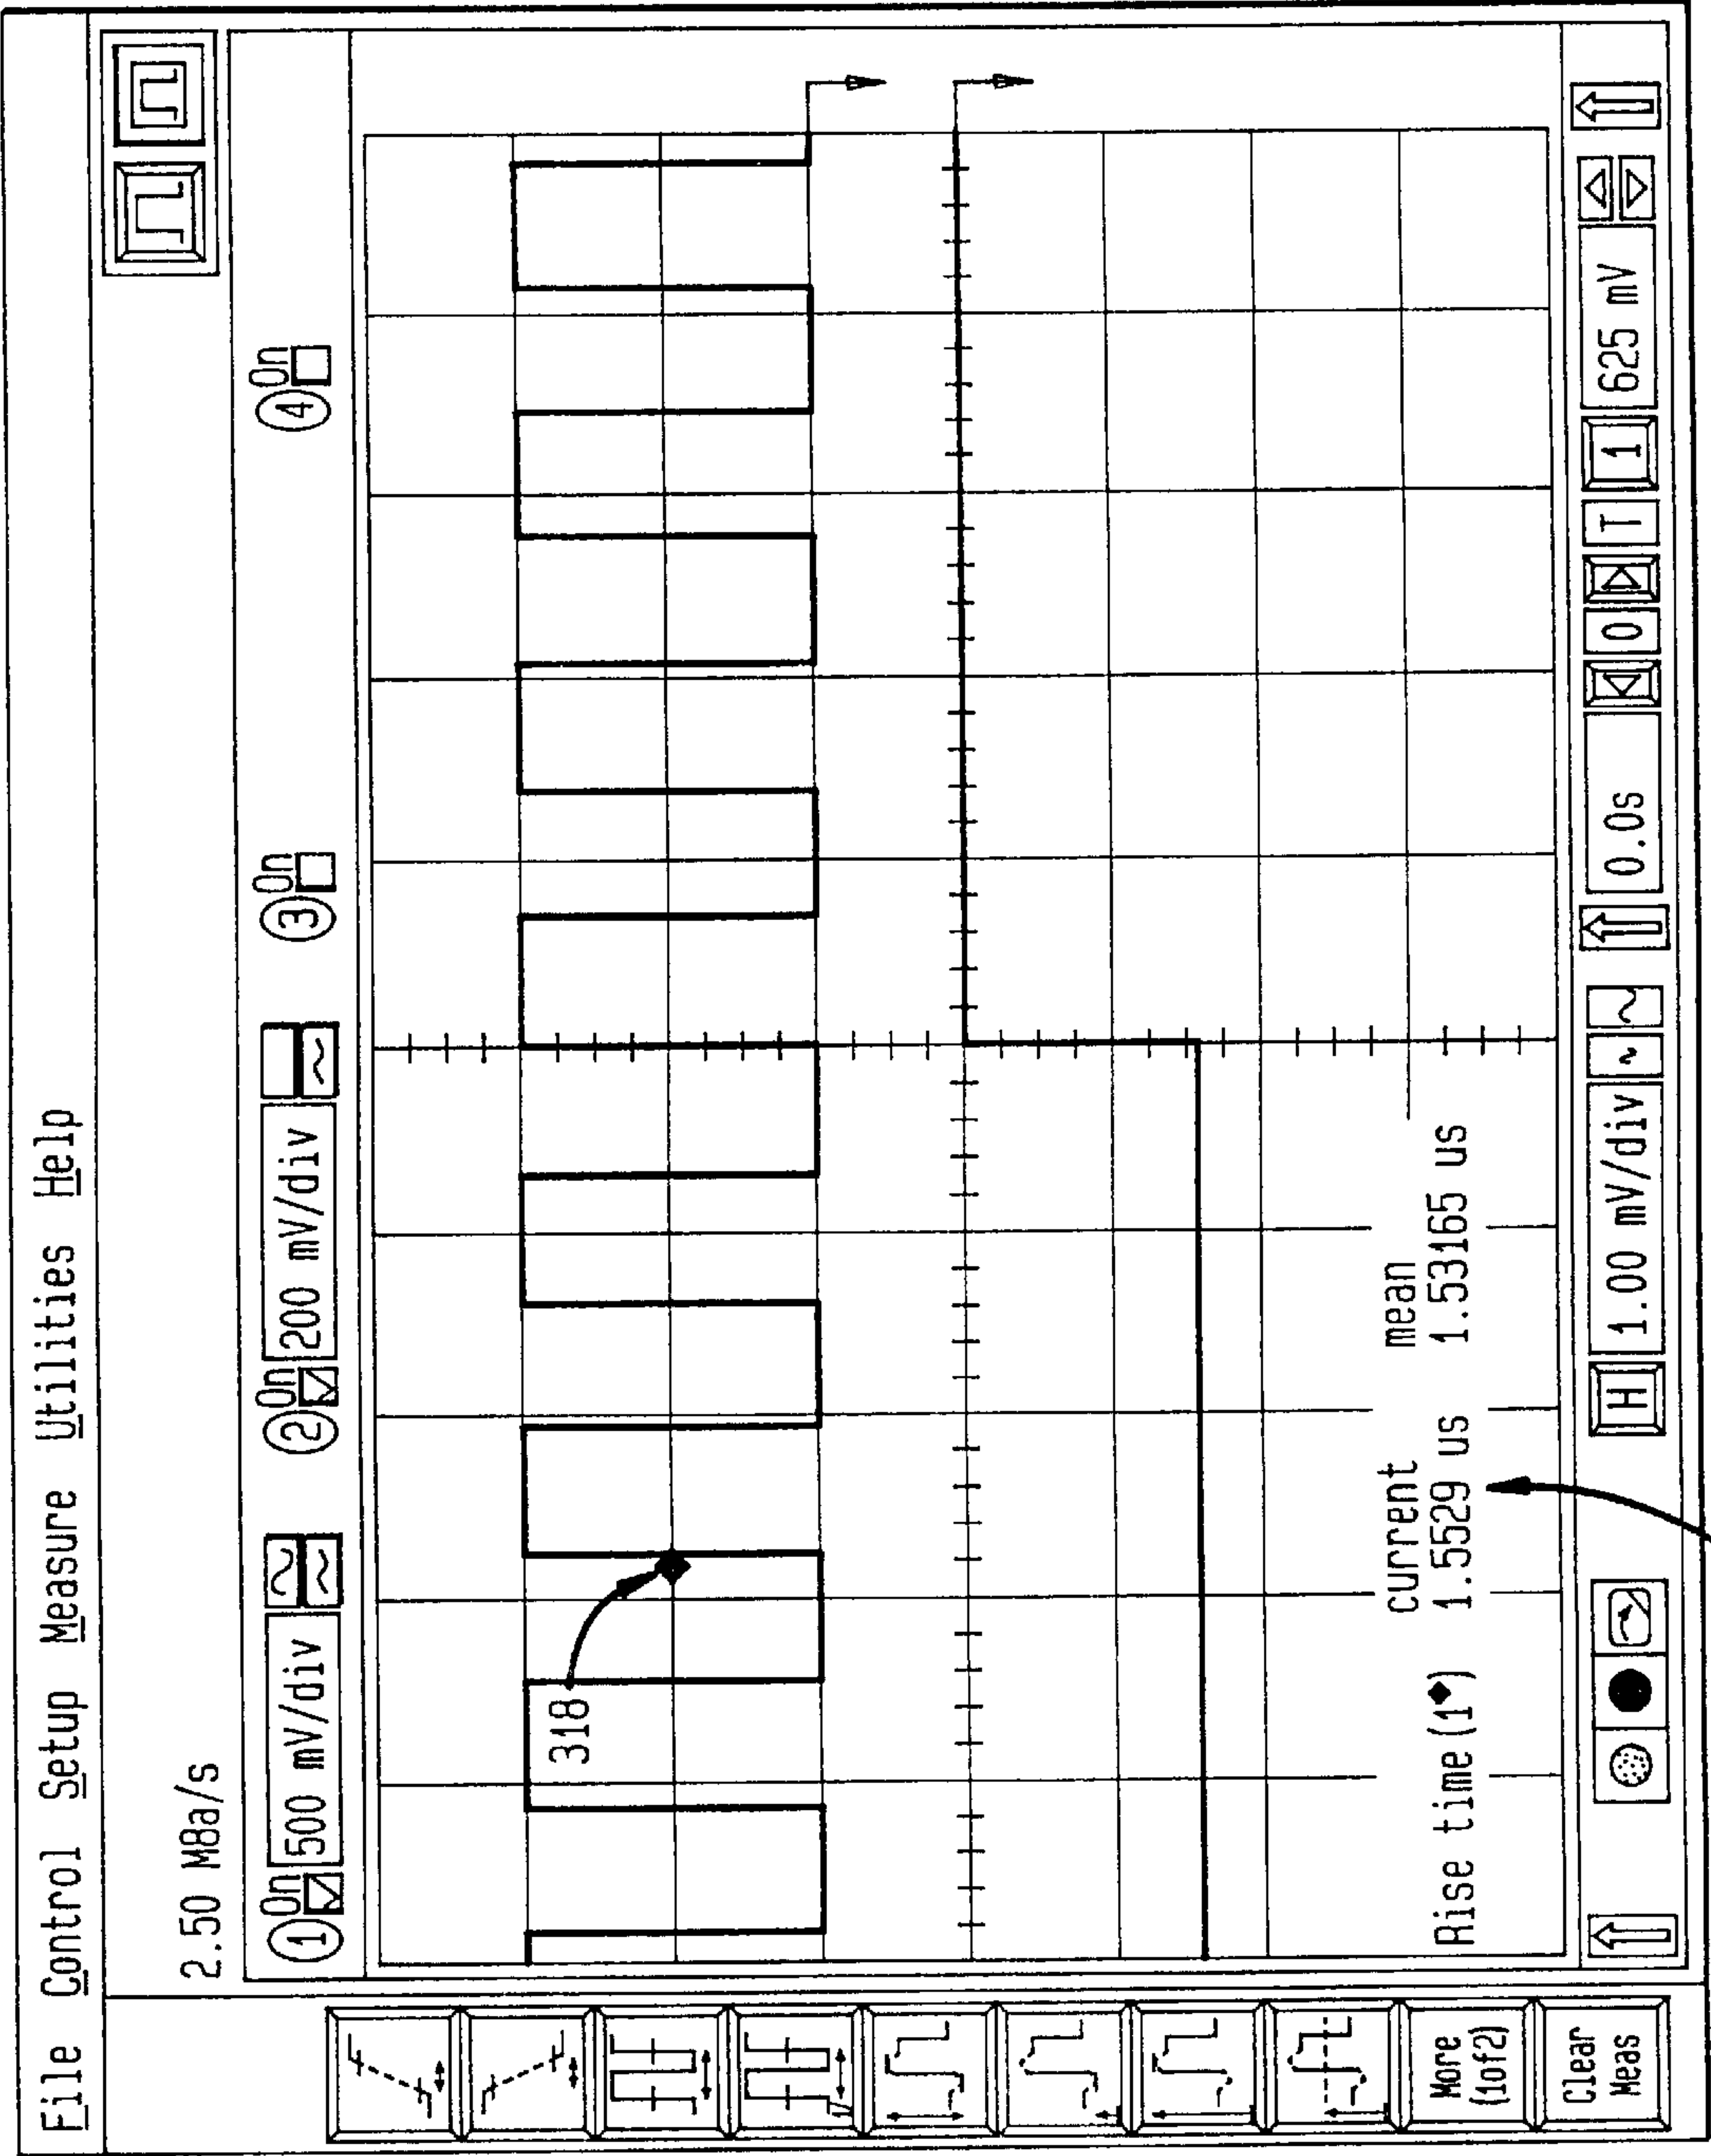 File Control Setup Measure Utilities Help
2.50 MBa/s
1 On 500 mV/div 2 On 200 mV/div 3 On 4 On
318
current mean
Rise time(1◆) 1.5529 us 1.53165 us
More
(1of2)
Clear
Meas
H 1.00 mV/div 0.0s 0 T 1 625 mV